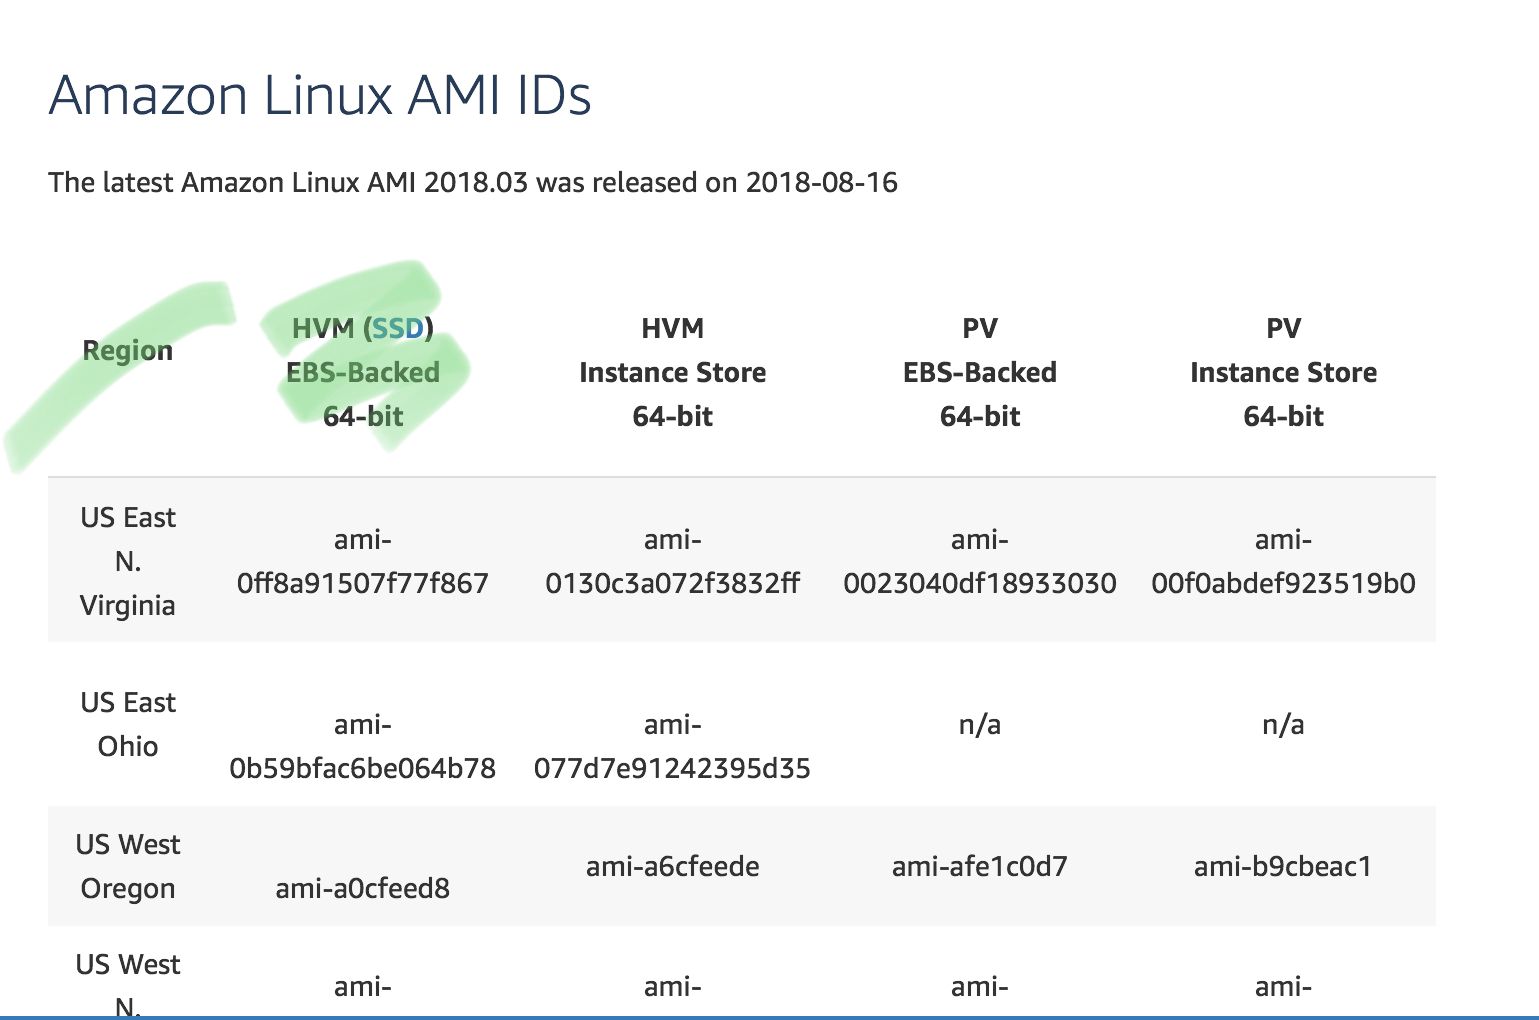 Amazon Linux AMI IDs
The latest Amazon Linux AMI 2018.03 was released on 2018-08-16
Region
HVM (SSD)
EBS-Backed
64-bit
HVM
Instance Store
64-bit
PV
EBS-Backed
64-bit
PV
Instance Store
64-bit
US East
N.
Virginia
ami-
0ff8a91507f77f867
ami-
0130c3a072f3832ff
ami-
0023040df18933030
ami-
00f0abdef923519b0
US East
Ohio
ami-
0b59bfac6be064b78
ami-
077d7e91242395d35
n/a
n/a
US West
Oregon
ami-a0cfeed8
ami-a6cfeede
ami-afe1c0d7
ami-b9cbeac1
US West
N.
ami-
ami-
ami-
ami-